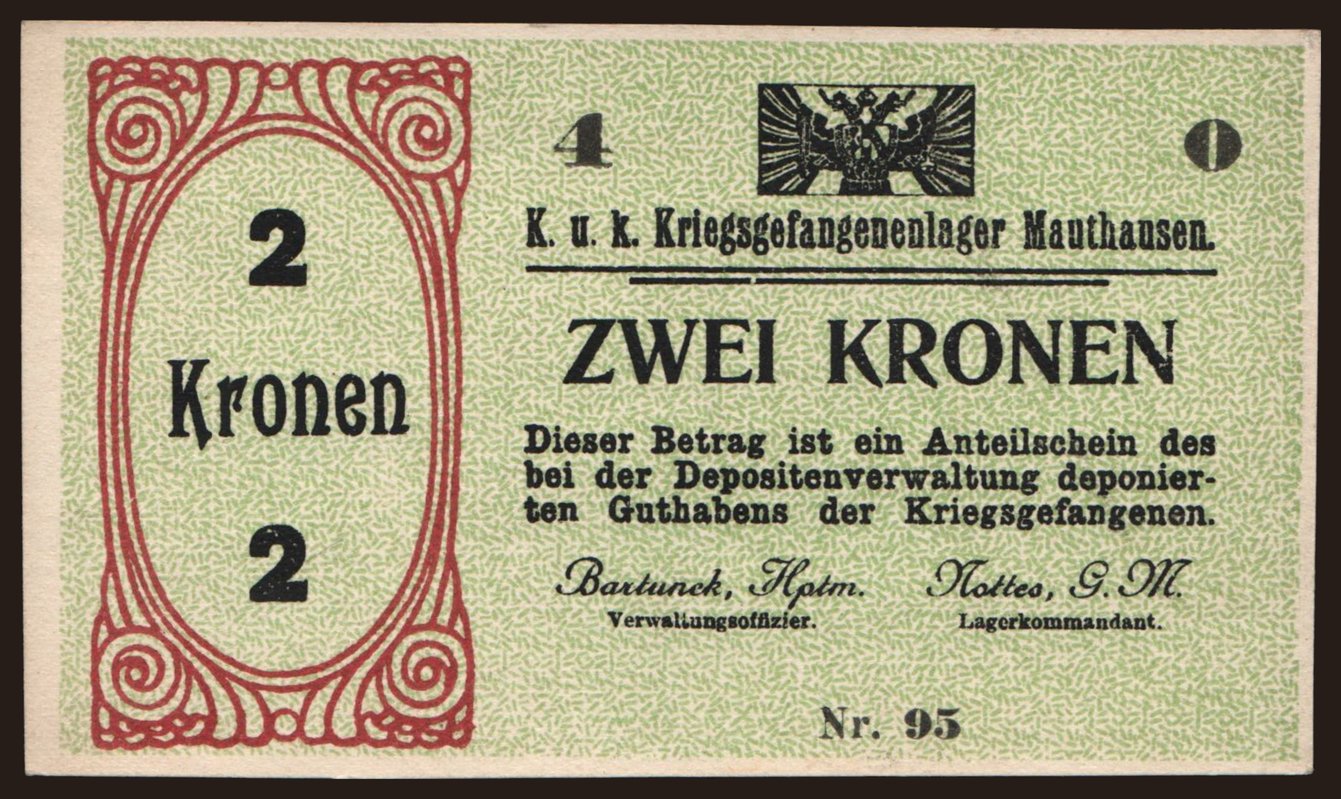 4 0
K. u. k. Kriegsgefangenenlager Mauthausen.
2
Kronen
2
ZWEI KRONEN
Dieser Betrag ist ein Anteilschein des
bei der Depositenverwaltung deponier-
ten Guthabens der Kriegsgefangenen.
Bartunek, Hptm. Nottes, G. M.
Verwaltungsoffizier. Lagerkommandant.
Nr. 95